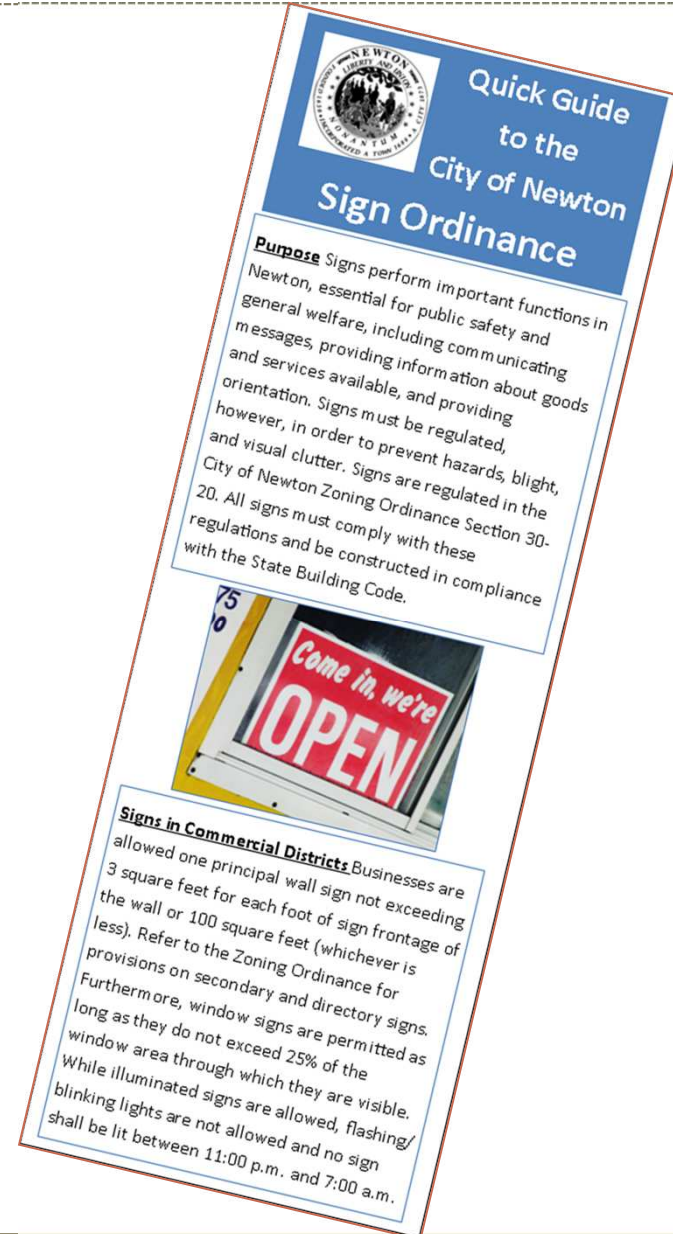 NEWTON
LIBERTY AND UNION
NONANTUM
Quick Guide
to the
City of Newton
Sign Ordinance
Purpose Signs perform important functions in
Newton, essential for public safety and
general welfare, including communicating
messages, providing information about goods
and services available, and providing
orientation. Signs must be regulated,
however, in order to prevent hazards, blight,
and visual clutter. Signs are regulated in the
City of Newton Zoning Ordinance Section 30-
20. All signs must comply with these
regulations and be constructed in compliance
with the State Building Code.
75
Come in, we're
OPEN
Signs in Commercial Districts Businesses are
allowed one principal wall sign not exceeding
3 square feet for each foot of sign frontage of
the wall or 100 square feet (whichever is
less). Refer to the Zoning Ordinance for
provisions on secondary and directory signs.
Furthermore, window signs are permitted as
long as they do not exceed 25% of the
window area through which they are visible.
While illuminated signs are allowed, flashing/
blinking lights are not allowed and no sign
shall be lit between 11:00 p.m. and 7:00 a.m.